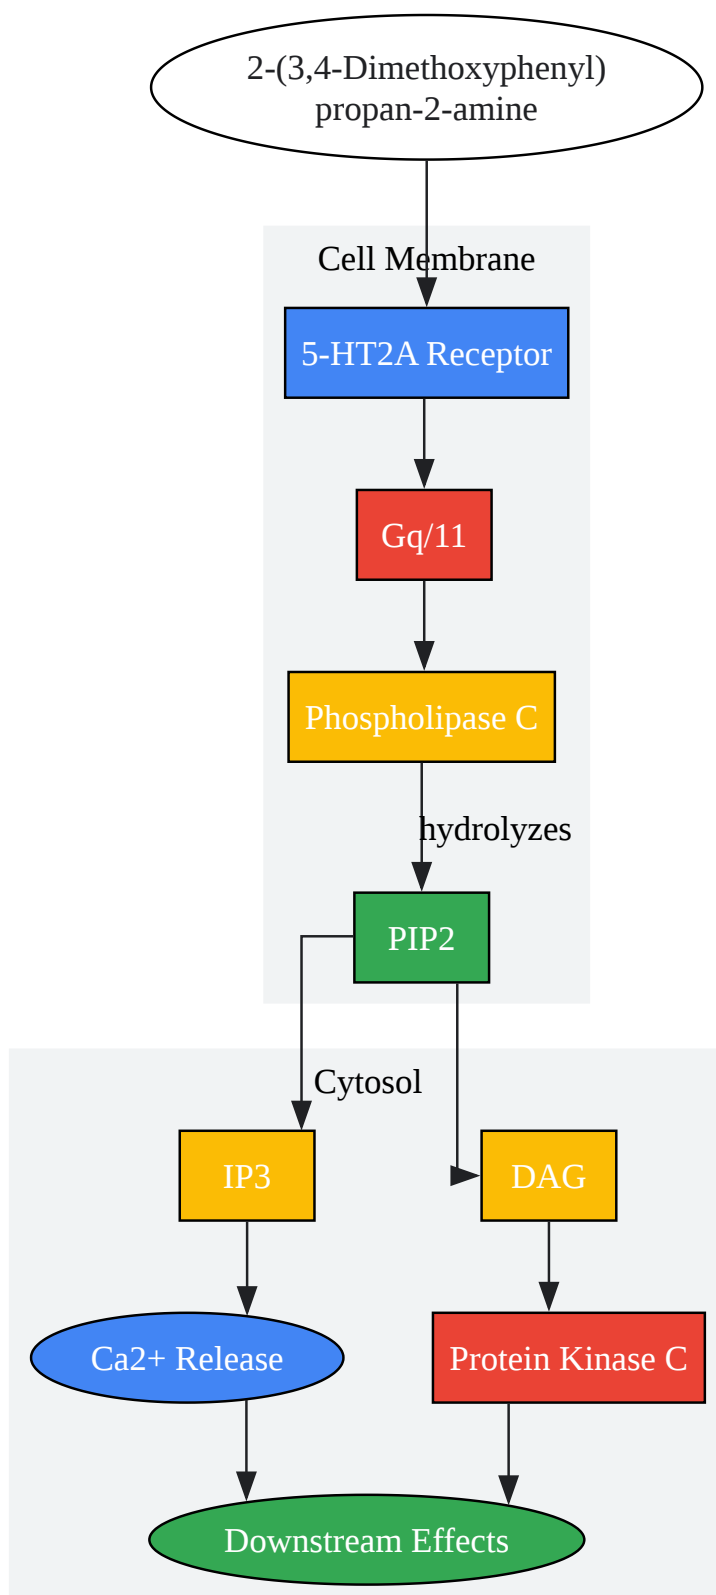 2-(3,4-Dimethoxyphenyl)
propan-2-amine
Cell Membrane
5-HT2A Receptor
Gq/11
Phospholipase C
hydrolyzes
PIP2
Cytosol
IP3
DAG
Ca2+ Release
Protein Kinase C
Downstream Effects